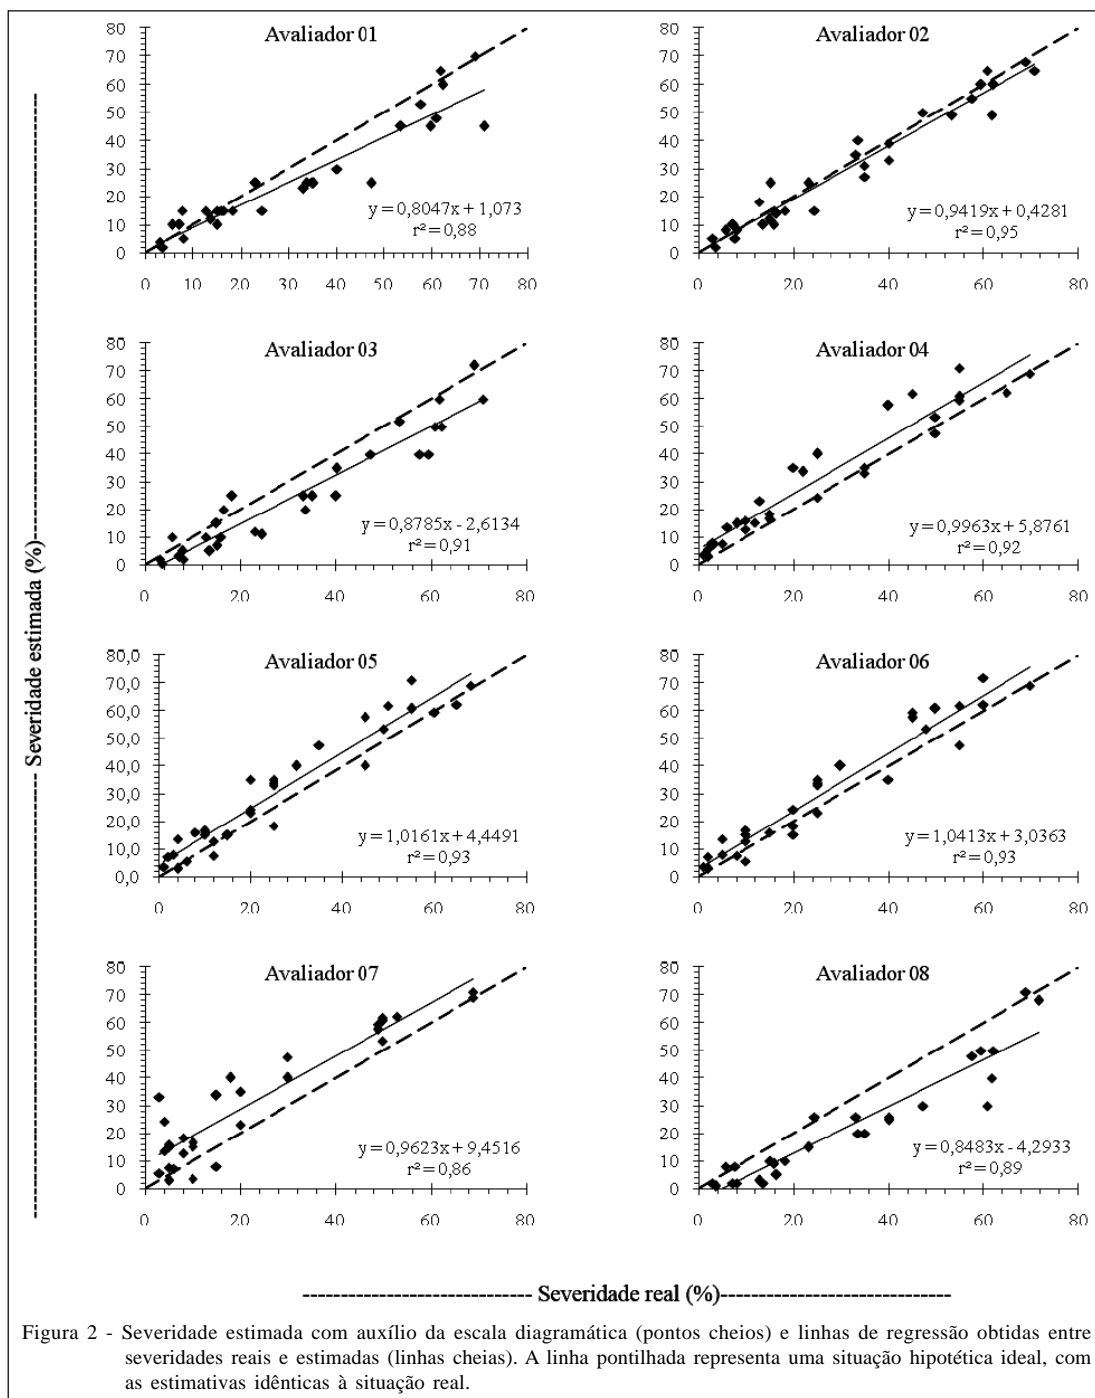 Avaliador 01
80
70
60
50
40
30
20
10
0
0 10 20 30 40 50 60 70 80
y = 0,8047x + 1,073
r² = 0,88
Avaliador 02
80
70
60
50
40
30
20
10
0
0 20 40 60 80
y = 0,9419x + 0,4281
r² = 0,95
Avaliador 03
80
70
60
50
40
30
20
10
0
0 20 40 60 80
y = 0,8785x - 2,6134
r² = 0,91
Avaliador 04
80
70
60
50
40
30
20
10
0
0 20 40 60 80
y = 0,9963x + 5,8761
r² = 0,92
Avaliador 05
80,0
70,0
60,0
50,0
40,0
30,0
20,0
10,0
0,0
0 20 40 60 80
y = 1,0161x + 4,4491
r² = 0,93
Avaliador 06
80
70
60
50
40
30
20
10
0
0 20 40 60 80
y = 1,0413x + 3,0363
r² = 0,93
Avaliador 07
80
70
60
50
40
30
20
10
0
0 20 40 60 80
y = 0,9623x + 9,4516
r² = 0,86
Avaliador 08
80
70
60
50
40
30
20
10
0
0 20 40 60 80
y = 0,8483x - 4,2933
r² = 0,89
Severidade estimada (%)
Severidade real (%)
Figura 2 - Severidade estimada com auxílio da escala diagramática (pontos cheios) e linhas de regressão obtidas entre
severidades reais e estimadas (linhas cheias). A linha pontilhada representa uma situação hipotética ideal, com
as estimativas idênticas à situação real.